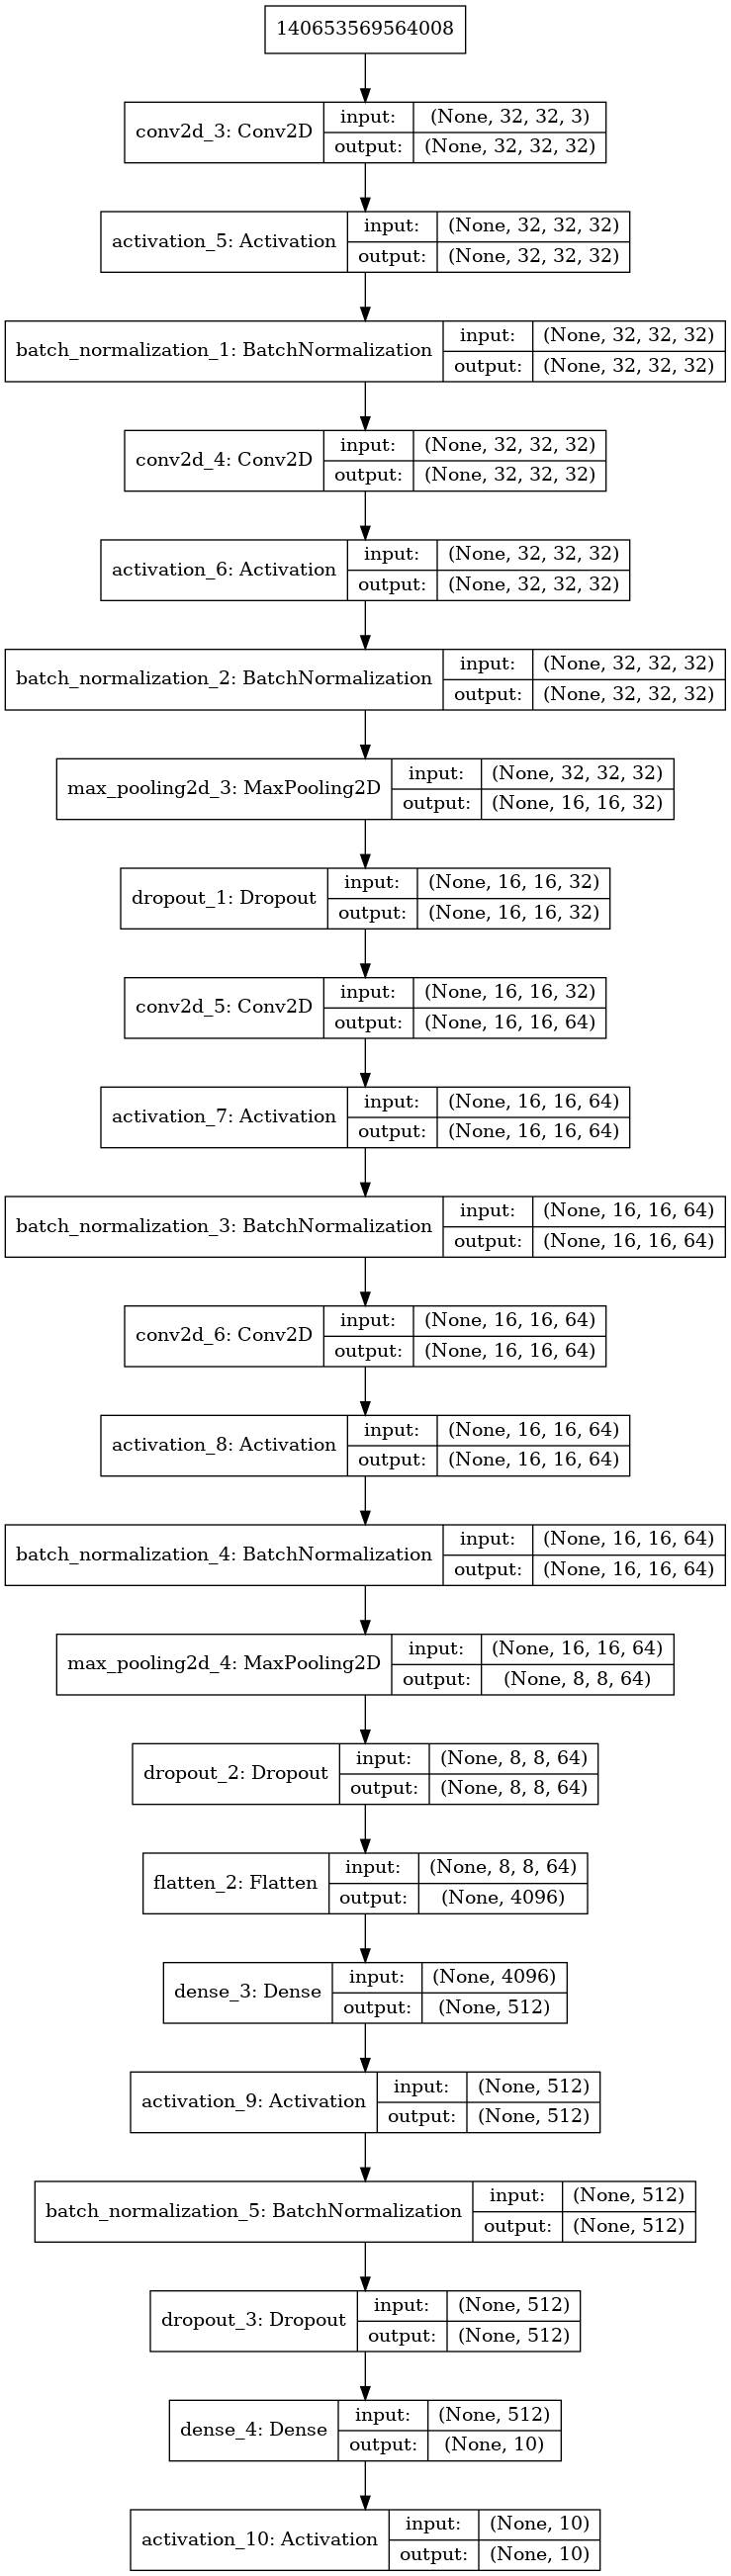 140653569564008
conv2d_3: Conv2D
input: (None, 32, 32, 3)
output: (None, 32, 32, 32)
activation_5: Activation
input: (None, 32, 32, 32)
output: (None, 32, 32, 32)
batch_normalization_1: BatchNormalization
input: (None, 32, 32, 32)
output: (None, 32, 32, 32)
conv2d_4: Conv2D
input: (None, 32, 32, 32)
output: (None, 32, 32, 32)
activation_6: Activation
input: (None, 32, 32, 32)
output: (None, 32, 32, 32)
batch_normalization_2: BatchNormalization
input: (None, 32, 32, 32)
output: (None, 32, 32, 32)
max_pooling2d_3: MaxPooling2D
input: (None, 32, 32, 32)
output: (None, 16, 16, 32)
dropout_1: Dropout
input: (None, 16, 16, 32)
output: (None, 16, 16, 32)
conv2d_5: Conv2D
input: (None, 16, 16, 32)
output: (None, 16, 16, 64)
activation_7: Activation
input: (None, 16, 16, 64)
output: (None, 16, 16, 64)
batch_normalization_3: BatchNormalization
input: (None, 16, 16, 64)
output: (None, 16, 16, 64)
conv2d_6: Conv2D
input: (None, 16, 16, 64)
output: (None, 16, 16, 64)
activation_8: Activation
input: (None, 16, 16, 64)
output: (None, 16, 16, 64)
batch_normalization_4: BatchNormalization
input: (None, 16, 16, 64)
output: (None, 16, 16, 64)
max_pooling2d_4: MaxPooling2D
input: (None, 16, 16, 64)
output: (None, 8, 8, 64)
dropout_2: Dropout
input: (None, 8, 8, 64)
output: (None, 8, 8, 64)
flatten_2: Flatten
input: (None, 8, 8, 64)
output: (None, 4096)
dense_3: Dense
input: (None, 4096)
output: (None, 512)
activation_9: Activation
input: (None, 512)
output: (None, 512)
batch_normalization_5: BatchNormalization
input: (None, 512)
output: (None, 512)
dropout_3: Dropout
input: (None, 512)
output: (None, 512)
dense_4: Dense
input: (None, 512)
output: (None, 10)
activation_10: Activation
input: (None, 10)
output: (None, 10)